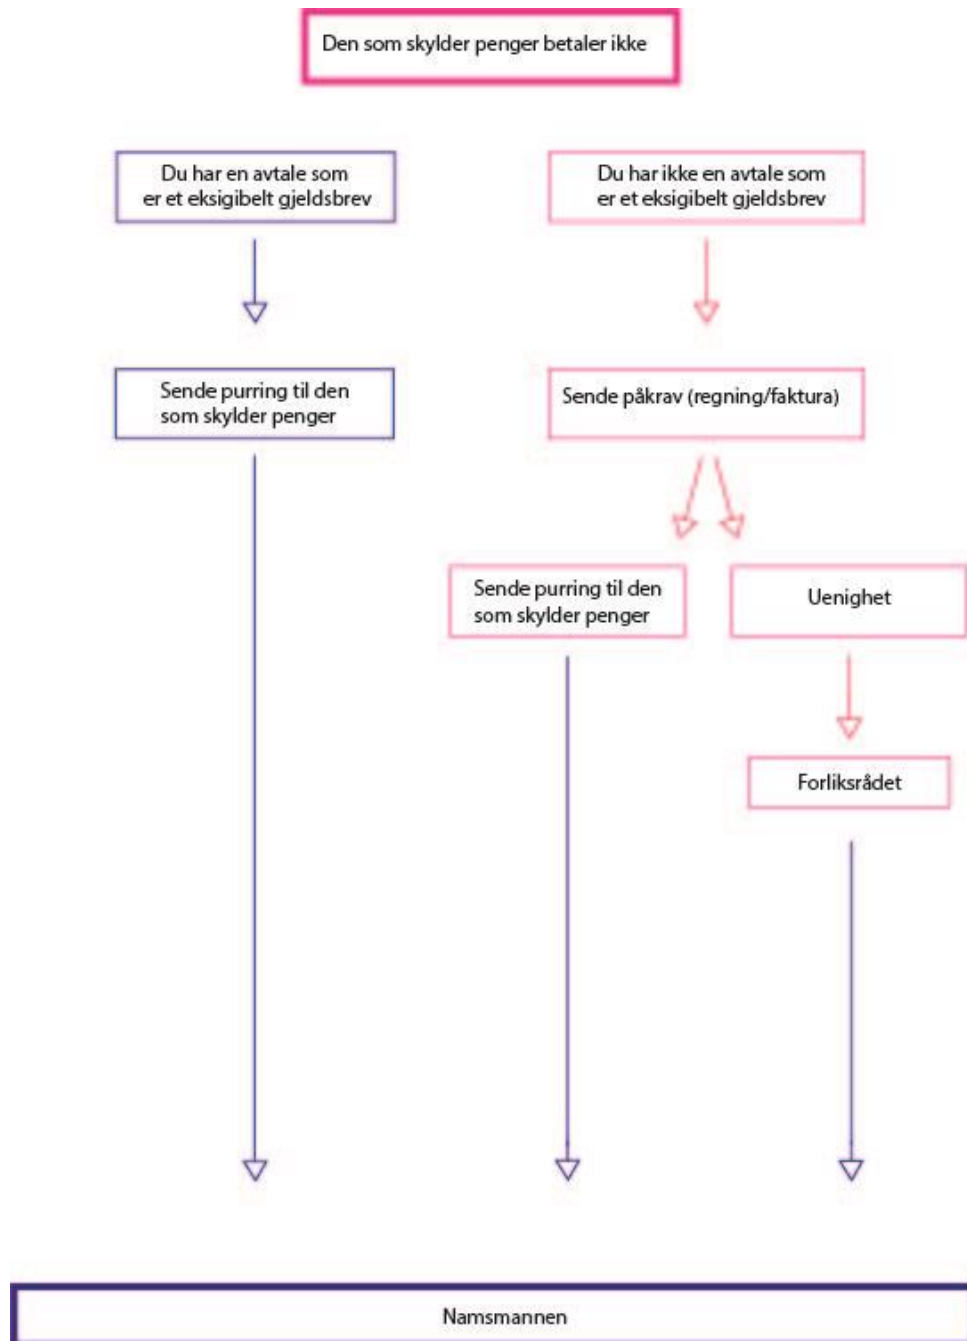 Den som skylder penger betaler ikke
Du har en avtale som
er et eksigibelt gjeldsbrev
Du har ikke en avtale som
er et eksigibelt gjeldsbrev
Sende purring til den
som skylder penger
Sende påkrav (regning/faktura)
Sende purring til den
som skylder penger
Uenighet
Forliksrådet
Namsmannen